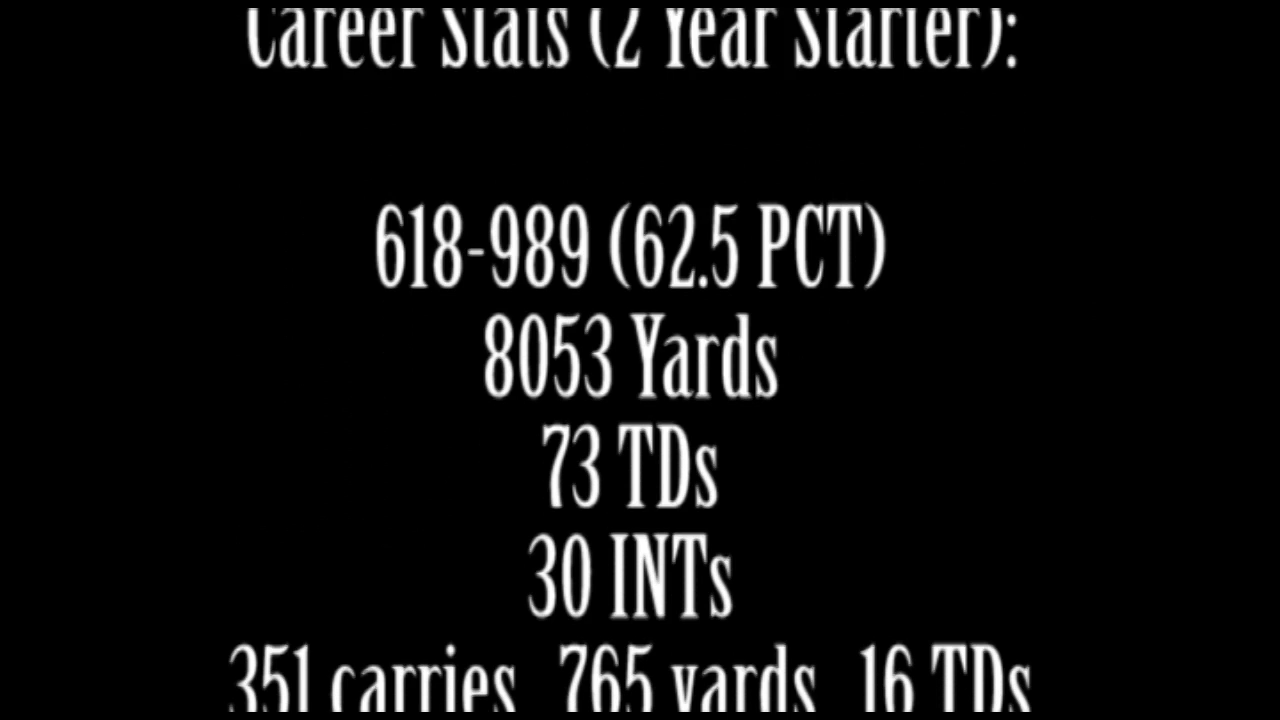 Career Stats (2 Year Starter):
618-989 (62.5 PCT)
8053 Yards
73 TDs
30 INTs
351 carries, 765 yards, 16 TDs